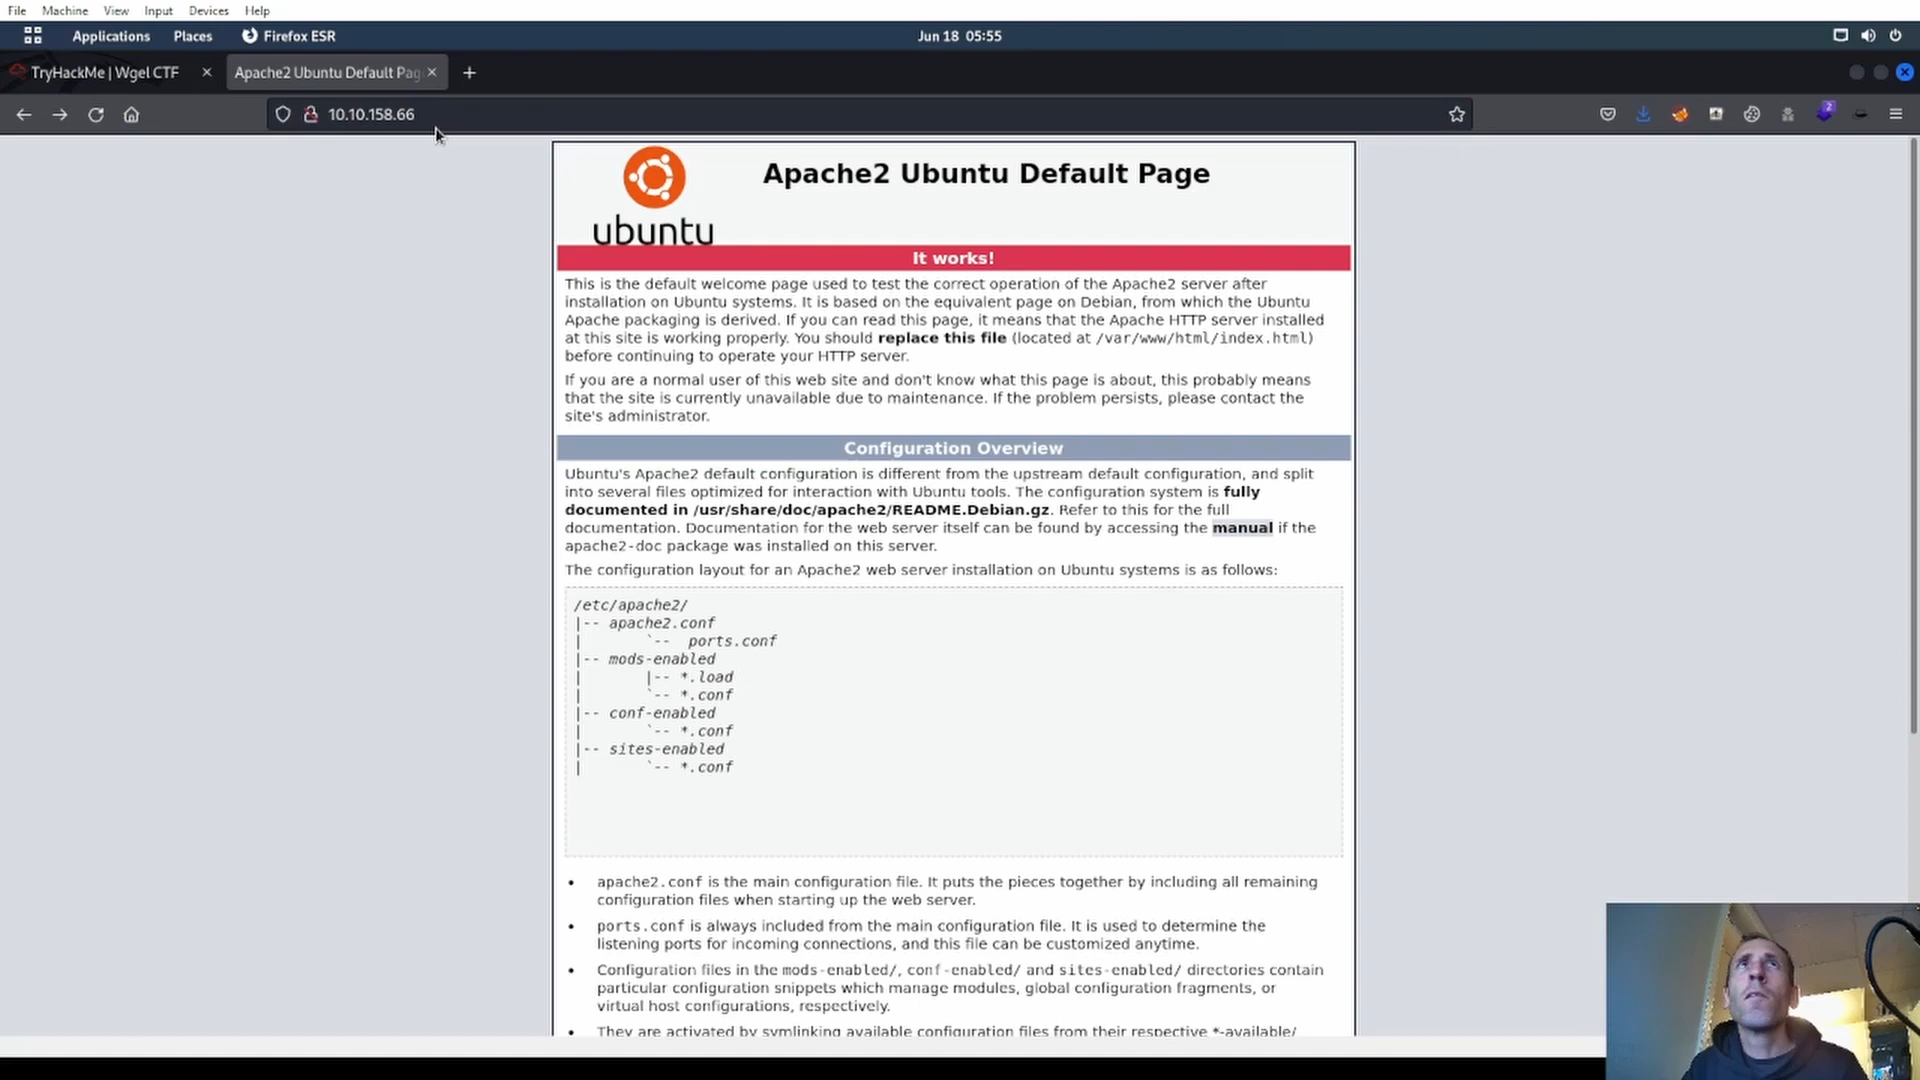 File Machine View Input Devices Help
Applications Places Firefox ESR Jun 18 05:55
TryHackMe | Wgel CTF Apache2 Ubuntu Default Pag
10.10.158.66
2
ubuntu
Apache2 Ubuntu Default Page
It works!
This is the default welcome page used to test the correct operation of the Apache2 server after
installation on Ubuntu systems. It is based on the equivalent page on Debian, from which the Ubuntu
Apache packaging is derived. If you can read this page, it means that the Apache HTTP server installed
at this site is working properly. You should replace this file (located at /var/www/html/index.html)
before continuing to operate your HTTP server.
If you are a normal user of this web site and don't know what this page is about, this probably means
that the site is currently unavailable due to maintenance. If the problem persists, please contact the
site's administrator.
Configuration Overview
Ubuntu's Apache2 default configuration is different from the upstream default configuration, and split
into several files optimized for interaction with Ubuntu tools. The configuration system is fully
documented in /usr/share/doc/apache2/README.Debian.gz. Refer to this for the full
documentation. Documentation for the web server itself can be found by accessing the manual if the
apache2-doc package was installed on this server.
The configuration layout for an Apache2 web server installation on Ubuntu systems is as follows:
/etc/apache2/
|-- apache2.conf
|       `--  ports.conf
|-- mods-enabled
|       |-- *.load
|       `-- *.conf
|-- conf-enabled
|       `-- *.conf
|-- sites-enabled
|       `-- *.conf
• apache2.conf is the main configuration file. It puts the pieces together by including all remaining
configuration files when starting up the web server.
• ports.conf is always included from the main configuration file. It is used to determine the
listening ports for incoming connections, and this file can be customized anytime.
• Configuration files in the mods-enabled/, conf-enabled/ and sites-enabled/ directories contain
particular configuration snippets which manage modules, global configuration fragments, or
virtual host configurations, respectively.
• They are activated by symlinking available configuration files from their respective *-available/